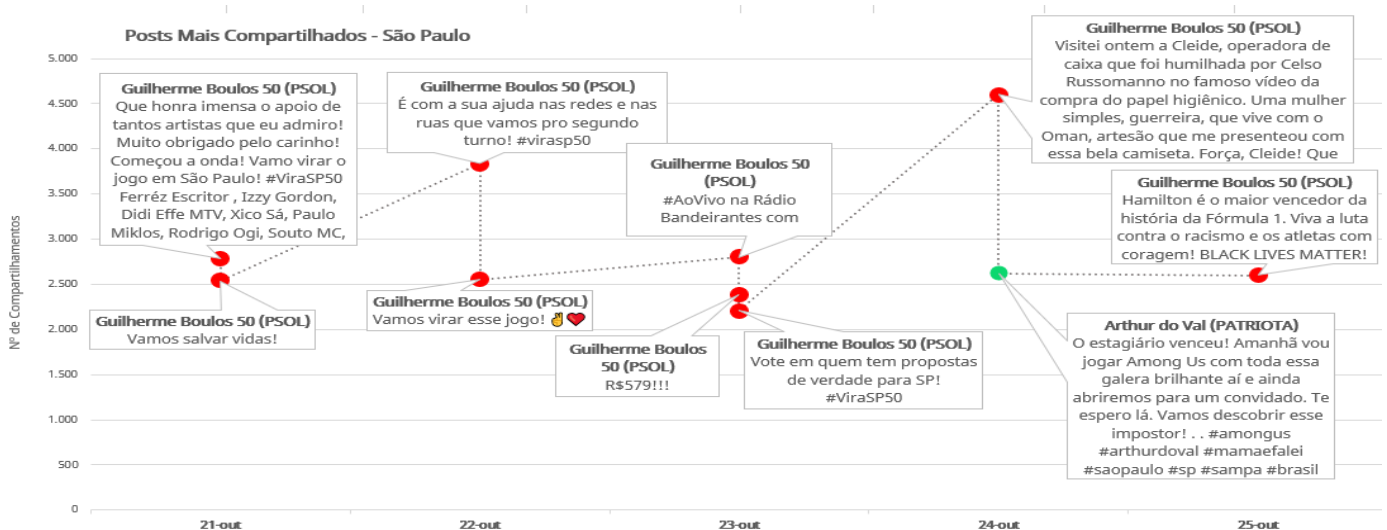 Posts Mais Compartilhados - São Paulo
Nº de Compartilhamentos
5.000
4.500
4.000
3.500
3.000
2.500
2.000
1.500
1.000
500
0
Guilherme Boulos 50 (PSOL)
Que honra imensa o apoio de
tantos artistas que eu admiro!
Muito obrigado pelo carinho!
Começou a onda! Vamo virar o
jogo em São Paulo! #ViraSP50
Ferréz Escritor , Izzy Gordon,
Didi Effe MTV, Xico Sá, Paulo
Miklos, Rodrigo Ogi, Souto MC,
Guilherme Boulos 50 (PSOL)
Vamos salvar vidas!
Guilherme Boulos 50 (PSOL)
É com a sua ajuda nas redes e nas
ruas que vamos pro segundo
turno! #virasp50
Guilherme Boulos 50 (PSOL)
Vamos virar esse jogo! ✌❤
Guilherme Boulos 50
(PSOL)
#AoVivo na Rádio
Bandeirantes com
Guilherme Boulos
50 (PSOL)
R$579!!!
Guilherme Boulos 50 (PSOL)
Vote em quem tem propostas
de verdade para SP!
#ViraSP50
Guilherme Boulos 50 (PSOL)
Visitei ontem a Cleide, operadora de
caixa que foi humilhada por Celso
Russomanno no famoso vídeo da
compra do papel higiênico. Uma mulher
simples, guerreira, que vive com o
Oman, artesão que me presenteou com
essa bela camiseta. Força, Cleide! Que
Arthur do Val (PATRIOTA)
O estagiário venceu! Amanhã vou
jogar Among Us com toda essa
galera brilhante aí e ainda
abriremos para um convidado. Te
espero lá. Vamos descobrir esse
impostor! . . #amongus
#arthurdoval #mamaefalei
#saopaulo #sp #sampa #brasil
Guilherme Boulos 50 (PSOL)
Hamilton é o maior vencedor da
história da Fórmula 1. Viva a luta
contra o racismo e os atletas com
coragem! BLACK LIVES MATTER!
21-out
22-out
23-out
24-out
25-out